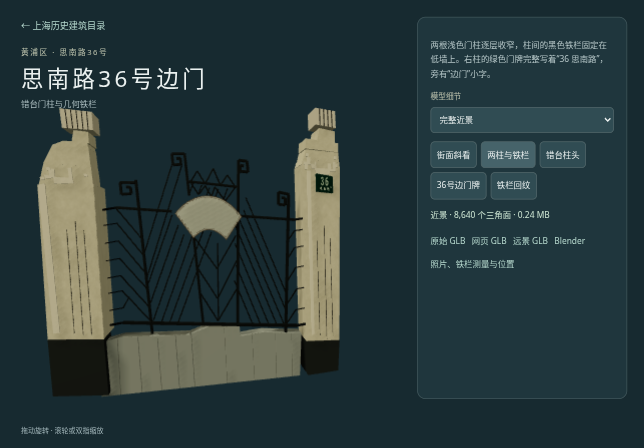 ← 上海历史建筑目录
黄浦区 · 思南路36号
思南路36号边门
错台门柱与几何铁栏
36
两根浅色门柱逐层收窄，柱间的黑色铁栏固定在
低墙上。右柱的绿色门牌完整写着“36 思南路”，
旁有“边门”小字。
模型细节
完整近景
街面斜看
两柱与铁栏
错台柱头
36号边门牌
铁栏回纹
近景 · 8,640 个三角面 · 0.24 MB
原始 GLB 网页 GLB 远景 GLB Blender
照片、铁栏测量与位置
拖动旋转 · 滚轮或双指缩放